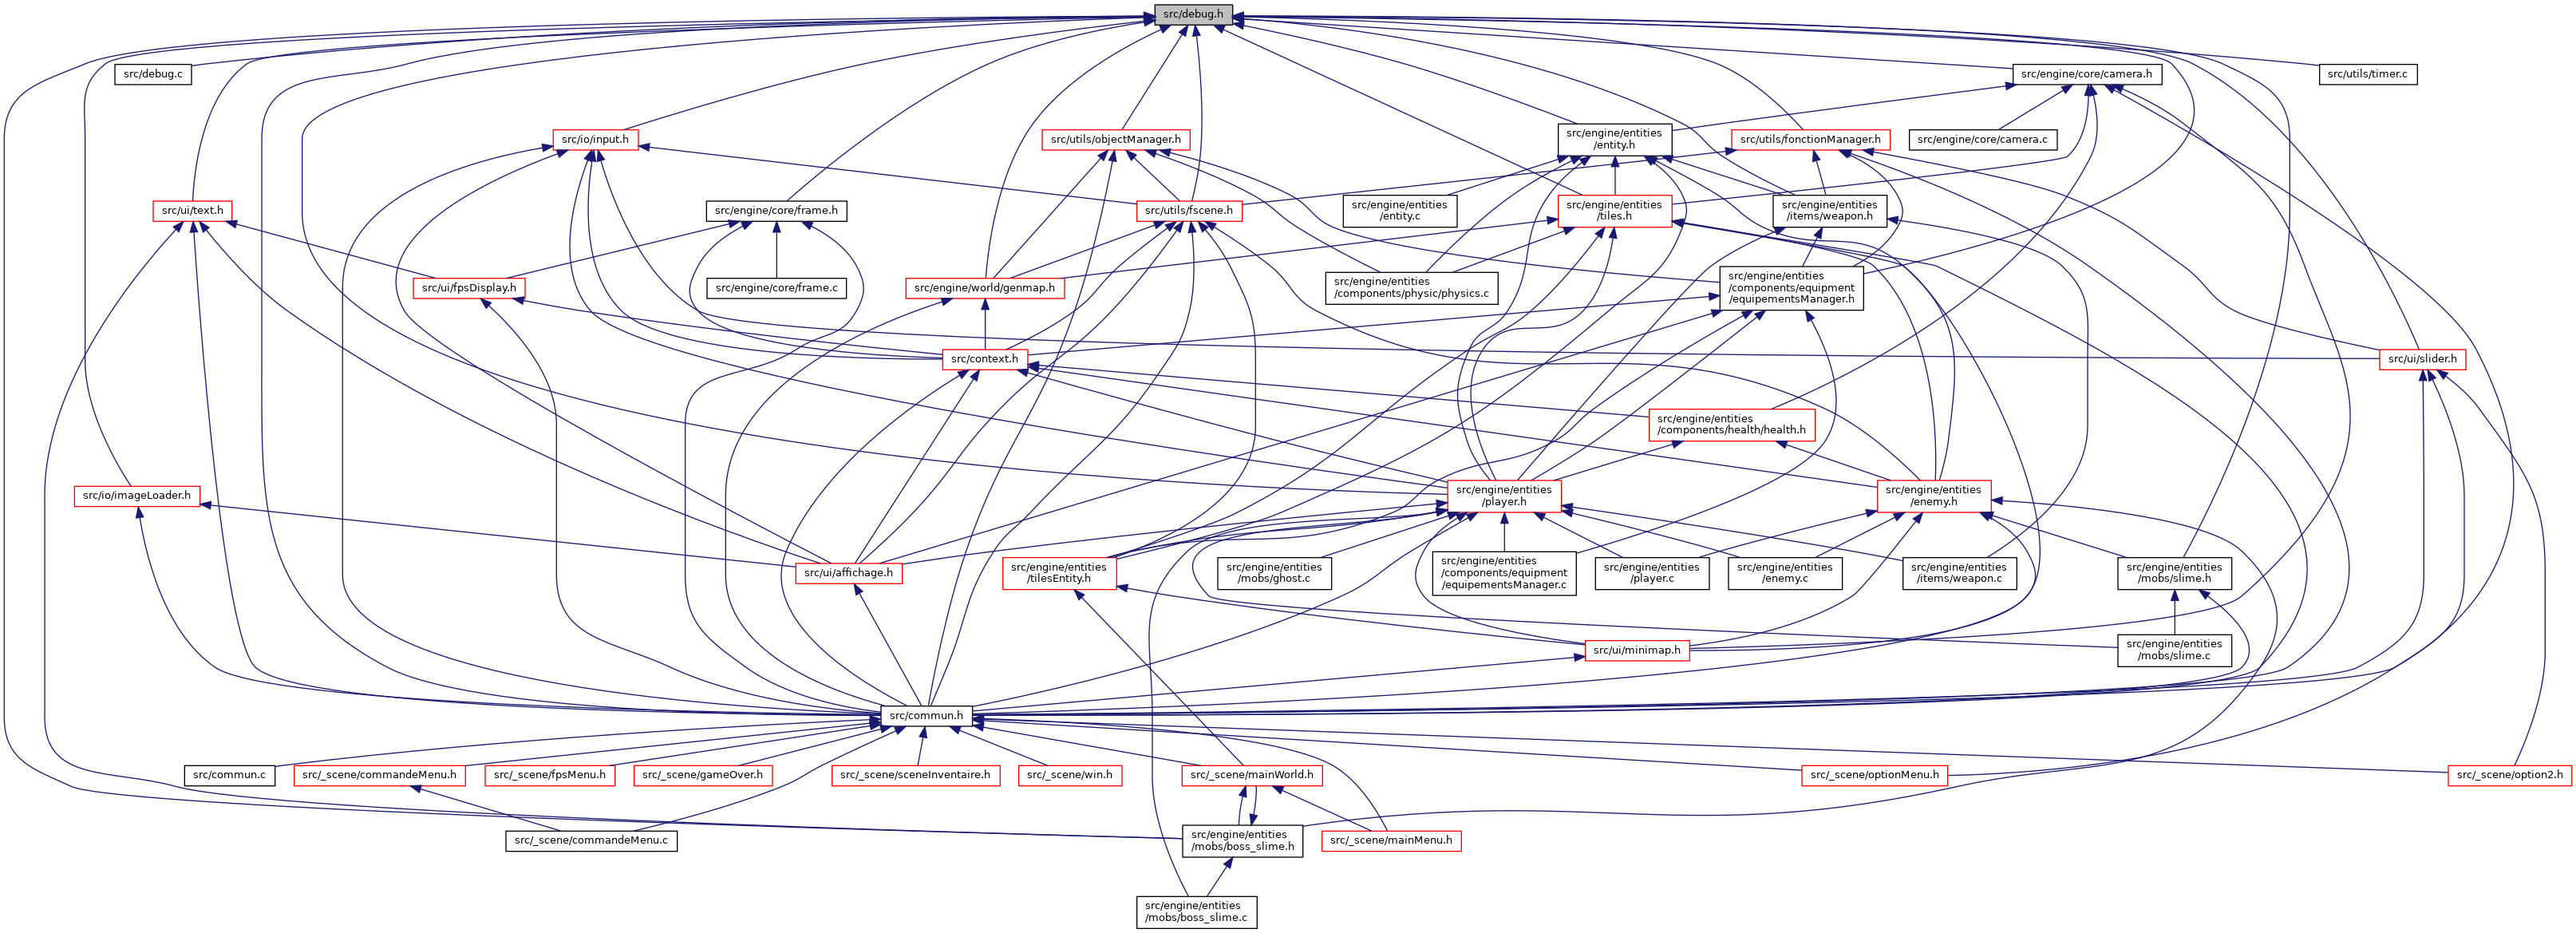 src/debug.h
src/debug.c
src/engine/core/camera.h
src/utils/timer.c
src/io/input.h
src/utils/objectManager.h
src/engine/entities
/entity.h
src/utils/fonctionManager.h
src/engine/core/camera.c
src/ui/text.h
src/engine/core/frame.h
src/utils/fscene.h
src/engine/entities
/entity.c
src/engine/entities
/tiles.h
src/engine/entities
/items/weapon.h
src/ui/fpsDisplay.h
src/engine/core/frame.c
src/engine/world/genmap.h
src/engine/entities
/components/physic/physics.c
src/engine/entities
/components/equipment
/equipementsManager.h
src/context.h
src/ui/slider.h
src/engine/entities
/components/health/health.h
src/io/imageLoader.h
src/engine/entities
/player.h
src/engine/entities
/enemy.h
src/ui/affichage.h
src/engine/entities
/tilesEntity.h
src/engine/entities
/mobs/ghost.c
src/engine/entities
/components/equipment
/equipementsManager.c
src/engine/entities
/player.c
src/engine/entities
/enemy.c
src/engine/entities
/items/weapon.c
src/engine/entities
/mobs/slime.h
src/ui/minimap.h
src/engine/entities
/mobs/slime.c
src/commun.h
src/commun.c
src/_scene/commandeMenu.h
src/_scene/fpsMenu.h
src/_scene/gameOver.h
src/_scene/sceneInventaire.h
src/_scene/win.h
src/_scene/mainWorld.h
src/_scene/optionMenu.h
src/_scene/option2.h
src/_scene/commandeMenu.c
src/engine/entities
/mobs/boss_slime.h
src/_scene/mainMenu.h
src/engine/entities
/mobs/boss_slime.c